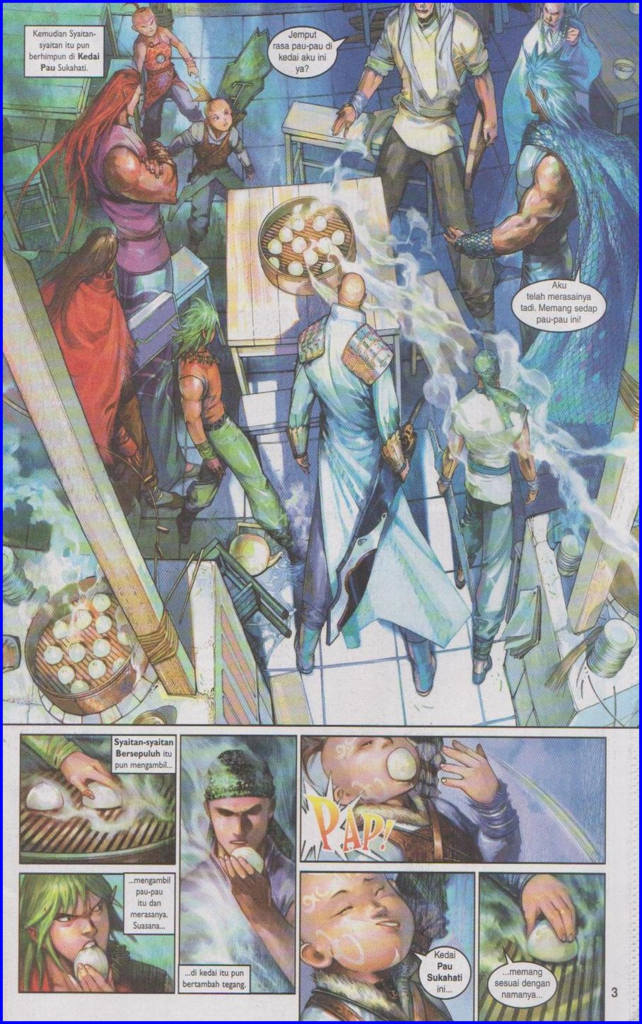 Kemudian Syaitan-
syaitan itu pun
berhimpun di Kedai
Pau Sukahati.
Jemput
rasa pau-pau di
kedai aku ini
ya?
Aku
telah merasainya
tadi. Memang sedap
pau-pau ini!
Syaitan-syaitan
Bersepuluh itu
pun mengambil...
...mengambil
pau-pau
itu dan
merasanya.
Suasana...
...di kedai itu pun
bertambah tegang.
PAP!
Kedai
Pau
Sukahati
ini...
...memang
sesuai dengan
namanya...
3